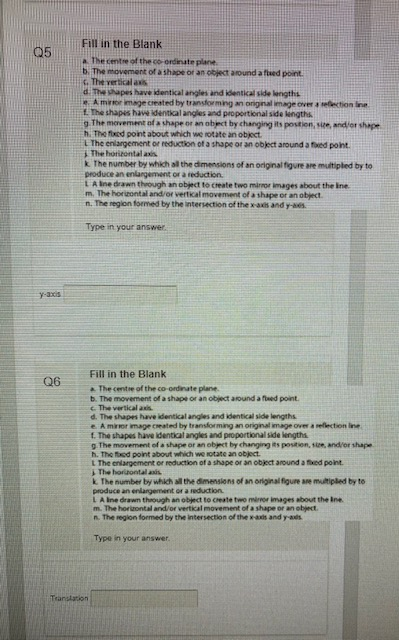 Q5
Fill in the Blank
a. The centre of the co-ordinate plane.
b. The movement of a shape or an object around a fixed point.
c. The vertical axis.
d. The shapes have identical angles and identical side lengths.
e. A mirror image created by transforming an original image over a reflection line.
f. The shapes have identical angles and proportional side lengths.
g. The movement of a shape or an object by changing its position, size, and/or shape.
h. The fixed point about which we rotate an object.
i. The enlargement or reduction of a shape or an object around a fixed point.
j. The horizontal axis.
k. The number by which all the dimensions of an original figure are multiplied by to
produce an enlargement or a reduction.
l. A line drawn through an object to create two mirror images about the line.
m. The horizontal and/or vertical movement of a shape or an object.
n. The region formed by the intersection of the x-axis and y-axis.
Type in your answer.
y-axis
Q6
Fill in the Blank
a. The centre of the co-ordinate plane.
b. The movement of a shape or an object around a fixed point.
c. The vertical axis.
d. The shapes have identical angles and identical side lengths.
e. A mirror image created by transforming an original image over a reflection line.
f. The shapes have identical angles and proportional side lengths.
g. The movement of a shape or an object by changing its position, size, and/or shape.
h. The fixed point about which we rotate an object.
i. The enlargement or reduction of a shape or an object around a fixed point.
j. The horizontal axis.
k. The number by which all the dimensions of an original figure are multiplied by to
produce an enlargement or a reduction.
l. A line drawn through an object to create two mirror images about the line.
m. The horizontal and/or vertical movement of a shape or an object.
n. The region formed by the intersection of the x-axis and y-axis.
Type in your answer.
Translation